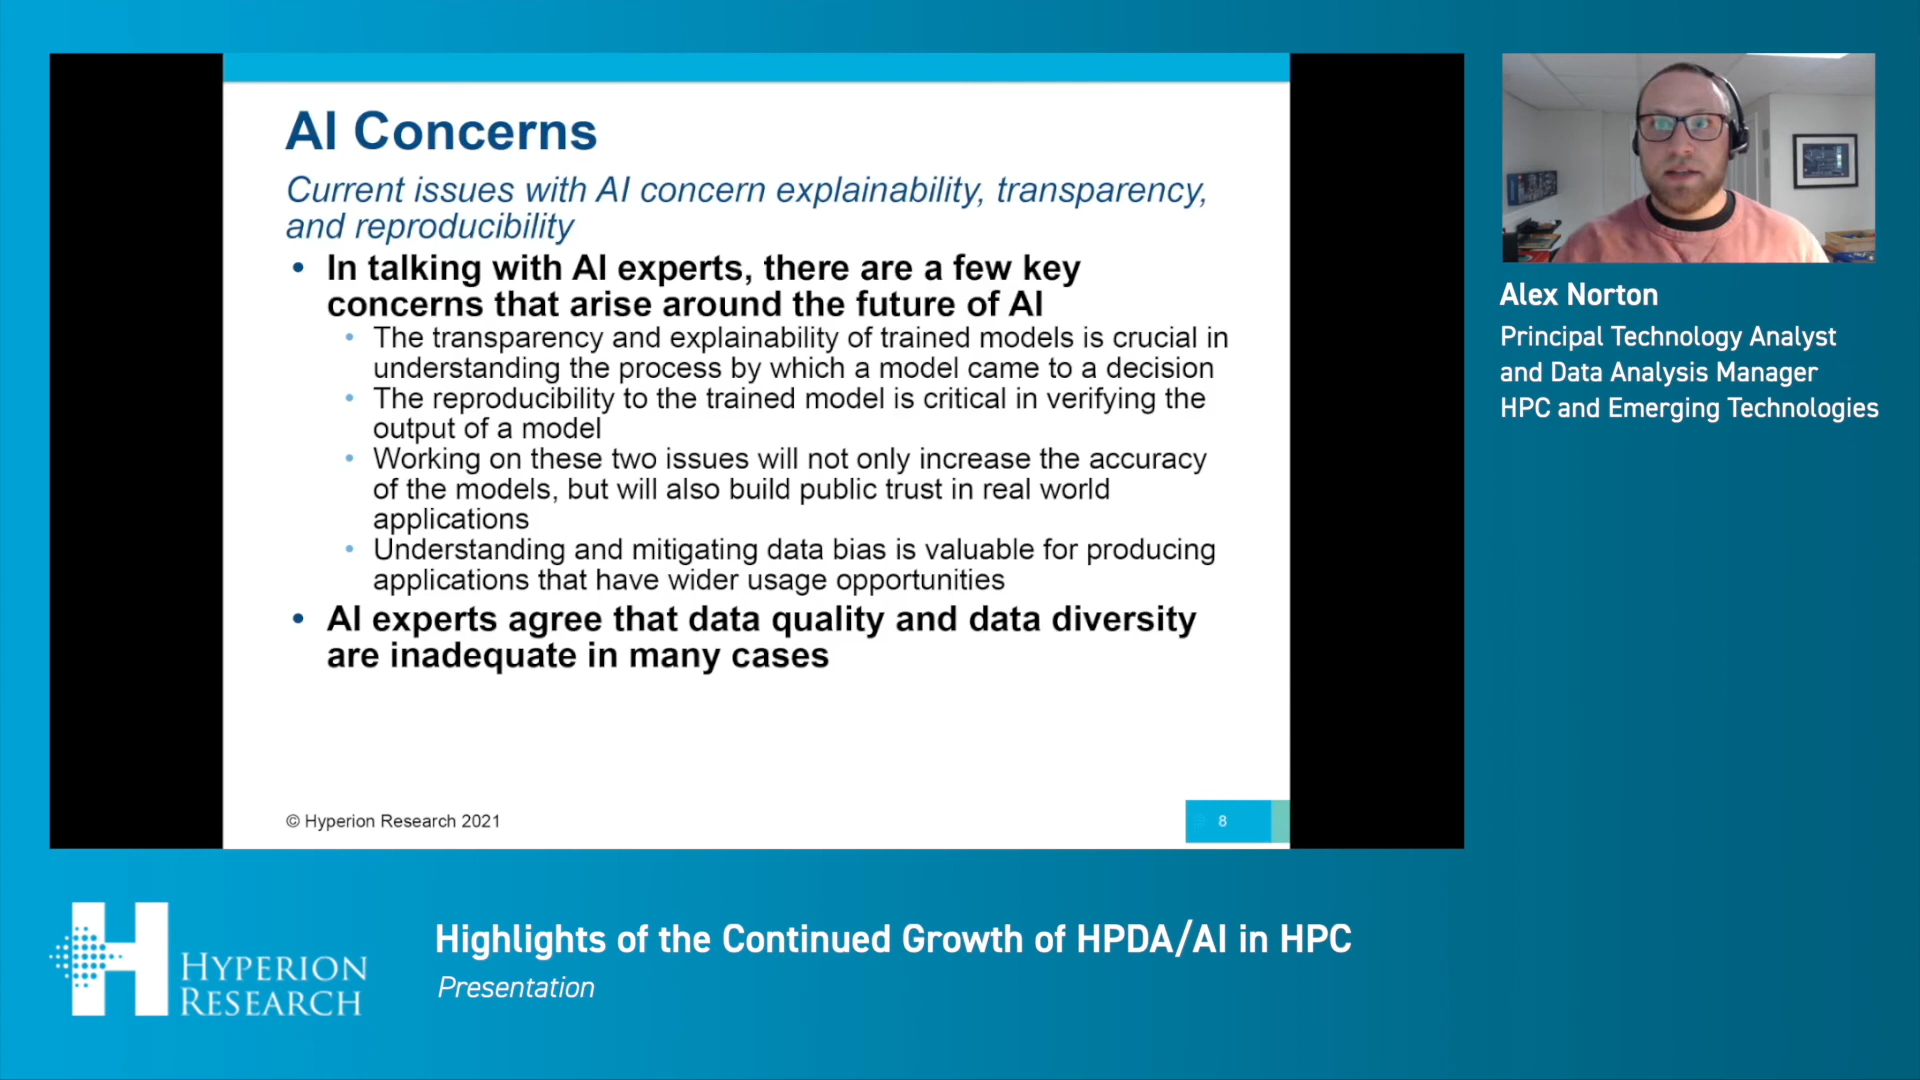 AI Concerns
Current issues with AI concern explainability, transparency,
and reproducibility
• In talking with AI experts, there are a few key
concerns that arise around the future of AI
• The transparency and explainability of trained models is crucial in
understanding the process by which a model came to a decision
• The reproducibility to the trained model is critical in verifying the
output of a model
• Working on these two issues will not only increase the accuracy
of the models, but will also build public trust in real world
applications
• Understanding and mitigating data bias is valuable for producing
applications that have wider usage opportunities
• AI experts agree that data quality and data diversity
are inadequate in many cases
© Hyperion Research 2021
8
Alex Norton
Principal Technology Analyst
and Data Analysis Manager
HPC and Emerging Technologies
HYPERION
RESEARCH
Highlights of the Continued Growth of HPDA/AI in HPC
Presentation